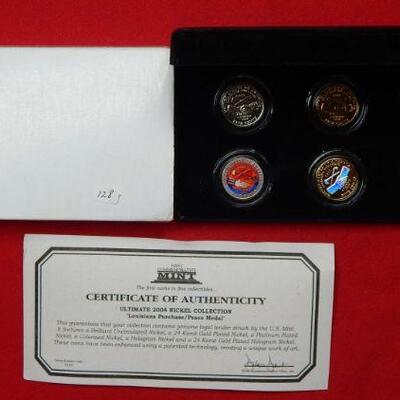 128 g
COMMEMORATIVE
MINT
The first name in fine collectibles...
CERTIFICATE OF AUTHENTICITY
ULTIMATE 2004 NICKEL COLLECTION
"Louisiana Purchase/Peace Medal"
This guarantees that your collection contains genuine legal tender struck by the U.S. Mint.
It features a Brilliant Uncirculated Nickel, a 24 Karat Gold Plated Nickel, a Platinum Plated
Nickel, a Colorized Nickel, a Hologram Nickel and a 24 Karat Gold Plated Hologram Nickel.
These coins have been enhanced using a patented technology, creating a unique work of art.